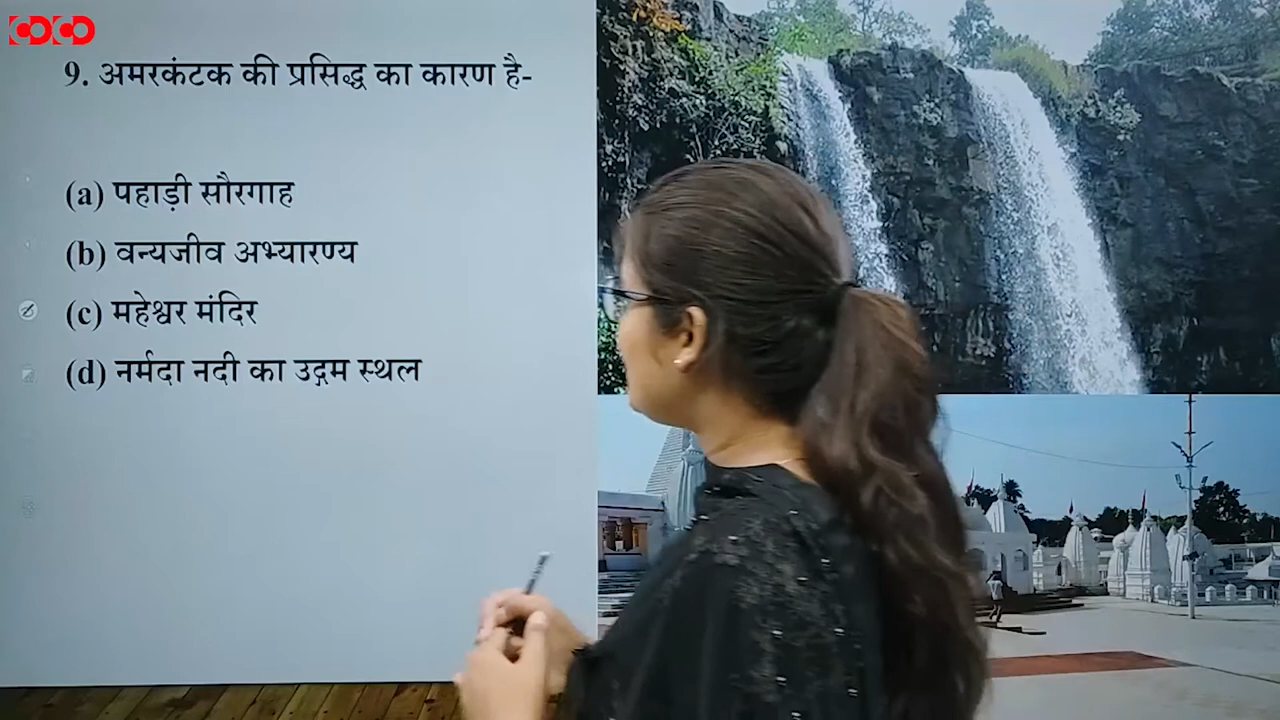 COCO
9. अमरकंटक की प्रसिद्ध का कारण है-
(a) पहाड़ी सौरगाह
(b) वन्यजीव अभ्यारण्य
(c) महेश्वर मंदिर
(d) नर्मदा नदी का उद्गम स्थल